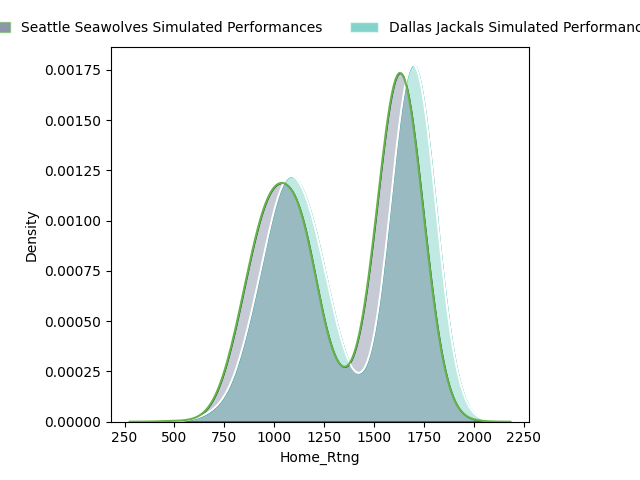 Seattle Seawolves Simulated Performances
Dallas Jackals Simulated
0.00175
0.00150
0.00125
0.00100
0.00075
0.00050
0.00025
0.00000
Density
250 500 750 1000 1250 1500 1750 2000 2250
Home_Rtng